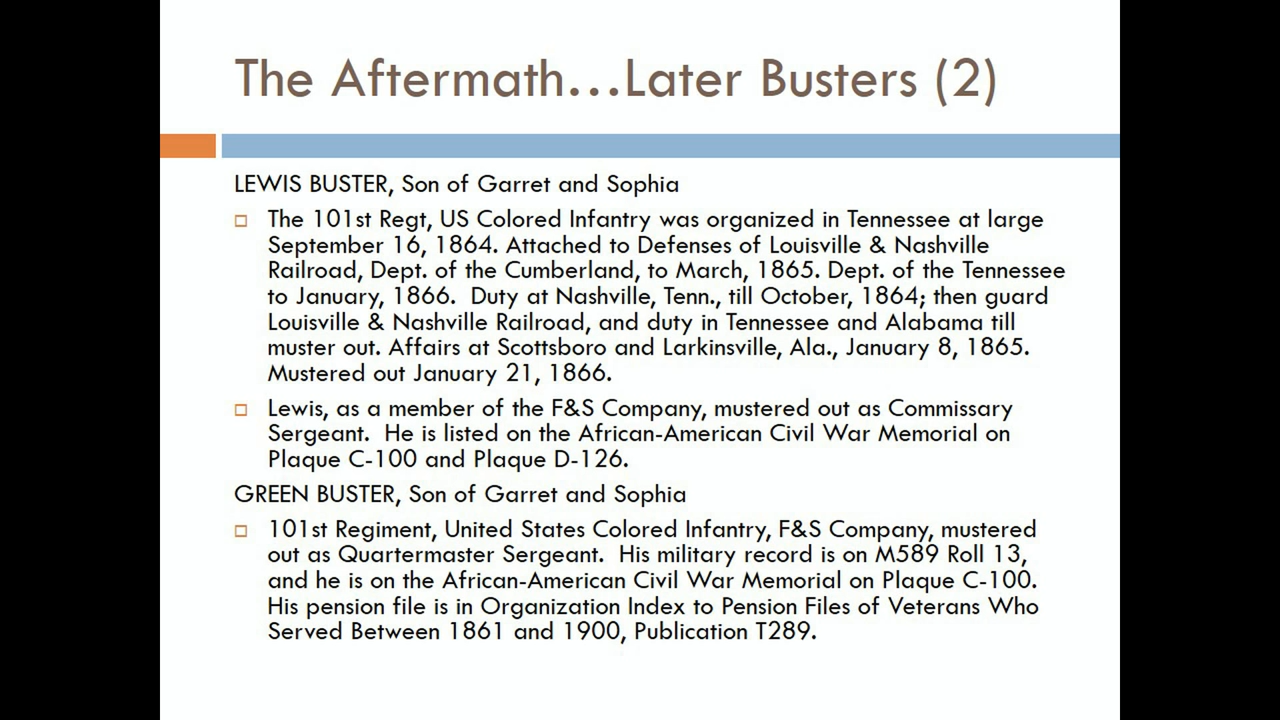 The Aftermath…Later Busters (2)
LEWIS BUSTER, Son of Garret and Sophia
The 101st Regt, US Colored Infantry was organized in Tennessee at large
September 16, 1864. Attached to Defenses of Louisville & Nashville
Railroad, Dept. of the Cumberland, to March, 1865. Dept. of the Tennessee
to January, 1866. Duty at Nashville, Tenn., till October, 1864; then guard
Louisville & Nashville Railroad, and duty in Tennessee and Alabama till
muster out. Affairs at Scottsboro and Larkinsville, Ala., January 8, 1865.
Mustered out January 21, 1866.
Lewis, as a member of the F&S Company, mustered out as Commissary
Sergeant. He is listed on the African-American Civil War Memorial on
Plaque C-100 and Plaque D-126.
GREEN BUSTER, Son of Garret and Sophia
101st Regiment, United States Colored Infantry, F&S Company, mustered
out as Quartermaster Sergeant. His military record is on M589 Roll 13,
and he is on the African-American Civil War Memorial on Plaque C-100.
His pension file is in Organization Index to Pension Files of Veterans Who
Served Between 1861 and 1900, Publication T289.